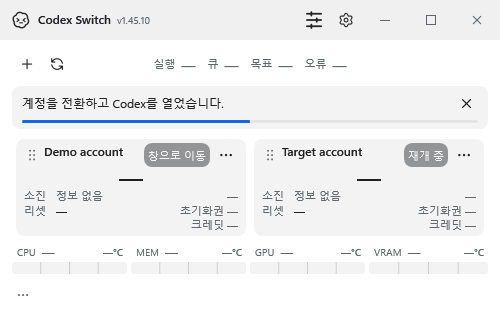 Codex Switch v1.45.10
실행 — 큐 — 목표 — 오류 —
계정을 전환하고 Codex를 열었습니다.
Demo account 창으로 이동 ...
—
소진 정보 없음 —
리셋 — 초기화권 —
크레딧 —
Target account 재개 중 ...
—
소진 정보 없음 —
리셋 — 초기화권 —
크레딧 —
CPU — —°C MEM — —°C GPU — —°C VRAM — —°C
...